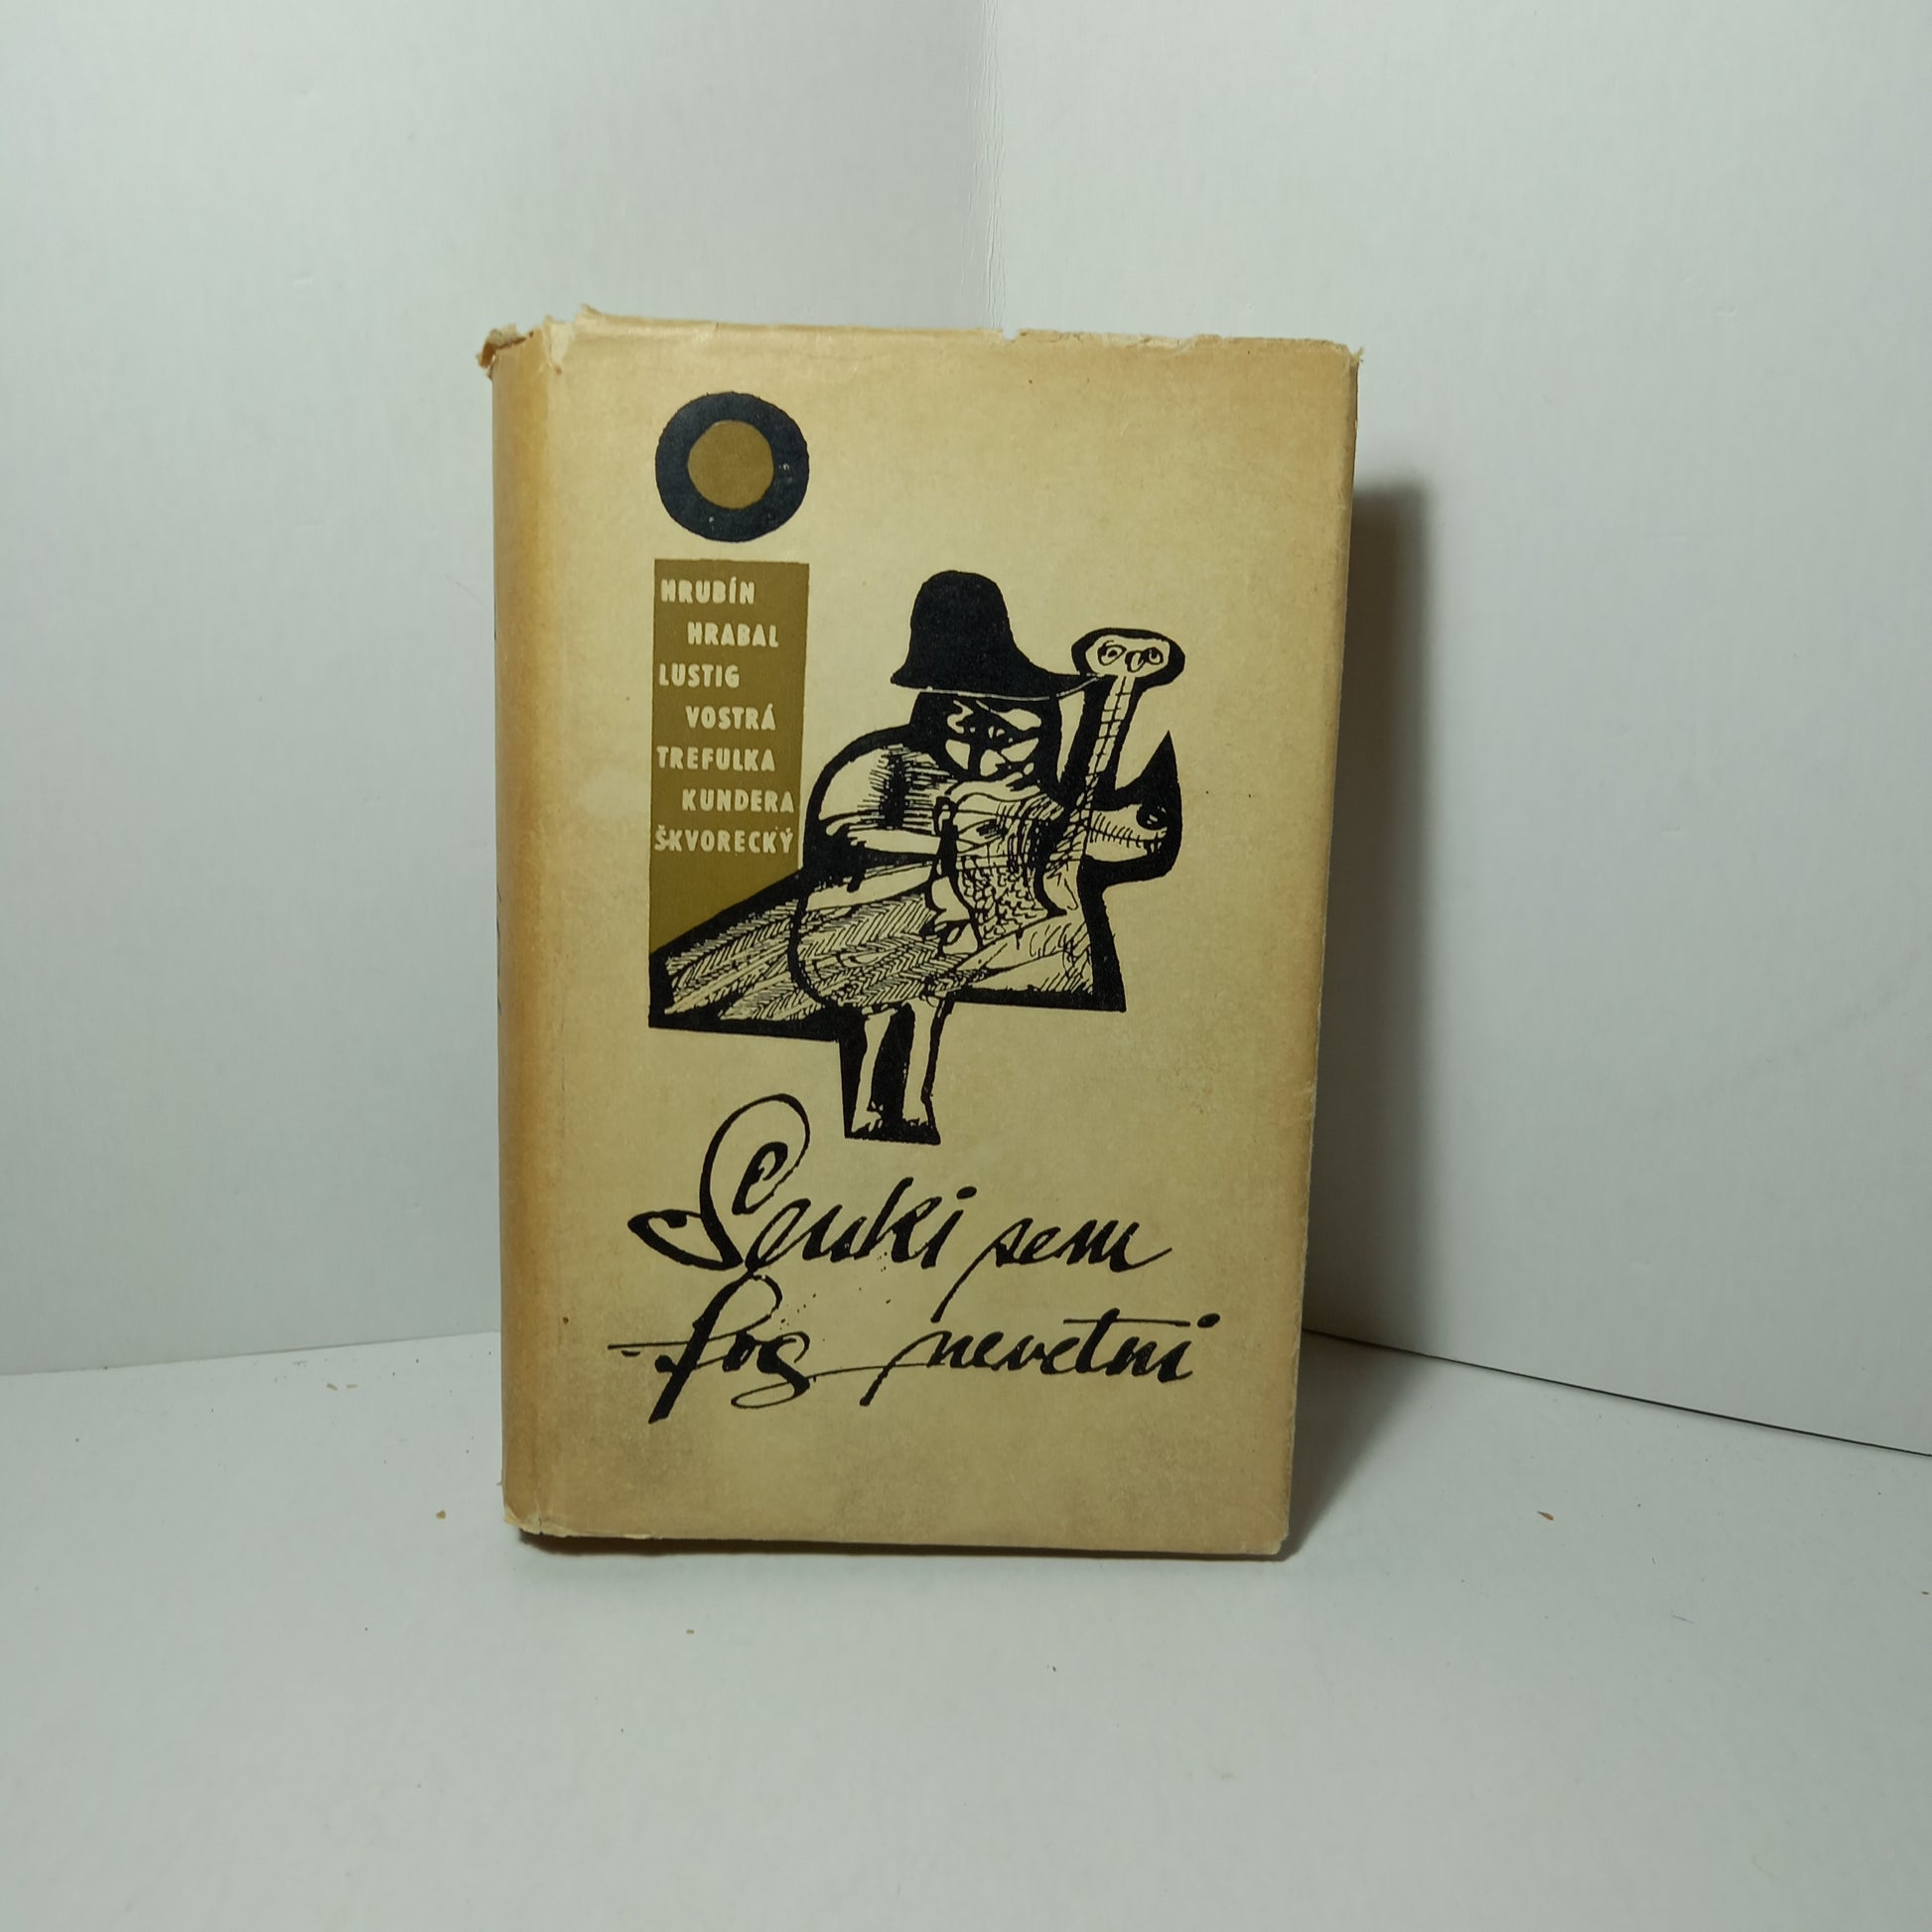 HRUBÍN
HRABAL
LUSTIG
VOSTRÁ
TREFULKA
KUNDERA
ŠKVORECKÝ
Senki sem
fog nevetni